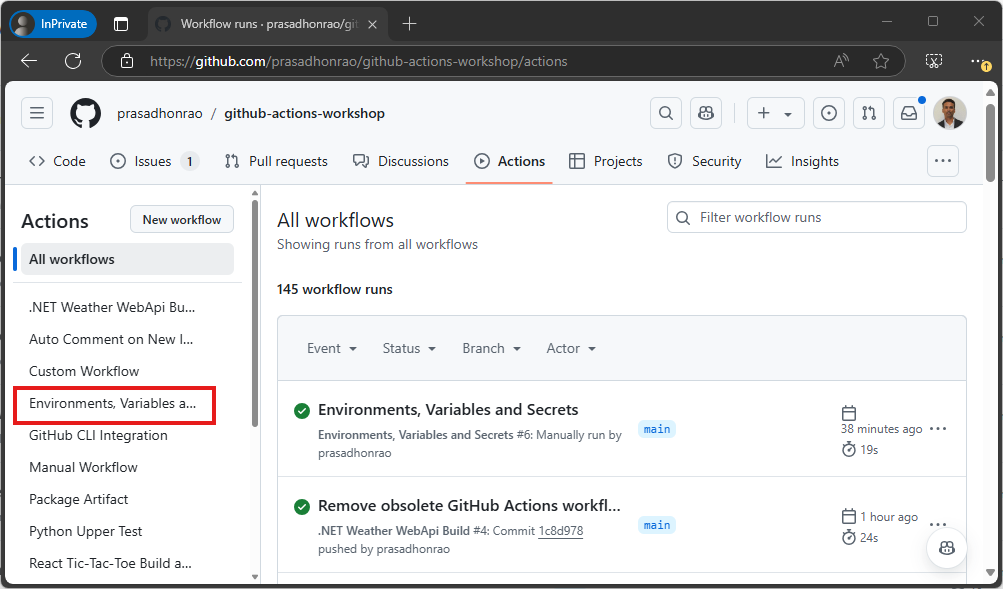 InPrivate
Workflow runs · prasadhonrao/git
https://github.com/prasadhonrao/github-actions-workshop/actions
prasadhonrao / github-actions-workshop
Code
Issues 1
Pull requests
Discussions
Actions
Projects
Security
Insights
Actions
New workflow
All workflows
.NET Weather WebApi Bu...
Auto Comment on New I...
Custom Workflow
Environments, Variables a...
GitHub CLI Integration
Manual Workflow
Package Artifact
Python Upper Test
React Tic-Tac-Toe Build a...
All workflows
Showing runs from all workflows
Filter workflow runs
145 workflow runs
Event
Status
Branch
Actor
Environments, Variables and Secrets
Environments, Variables and Secrets #6: Manually run by
prasadhonrao
main
38 minutes ago
19s
Remove obsolete GitHub Actions workfl...
.NET Weather WebApi Build #4: Commit 1c8d978
pushed by prasadhonrao
main
1 hour ago
24s